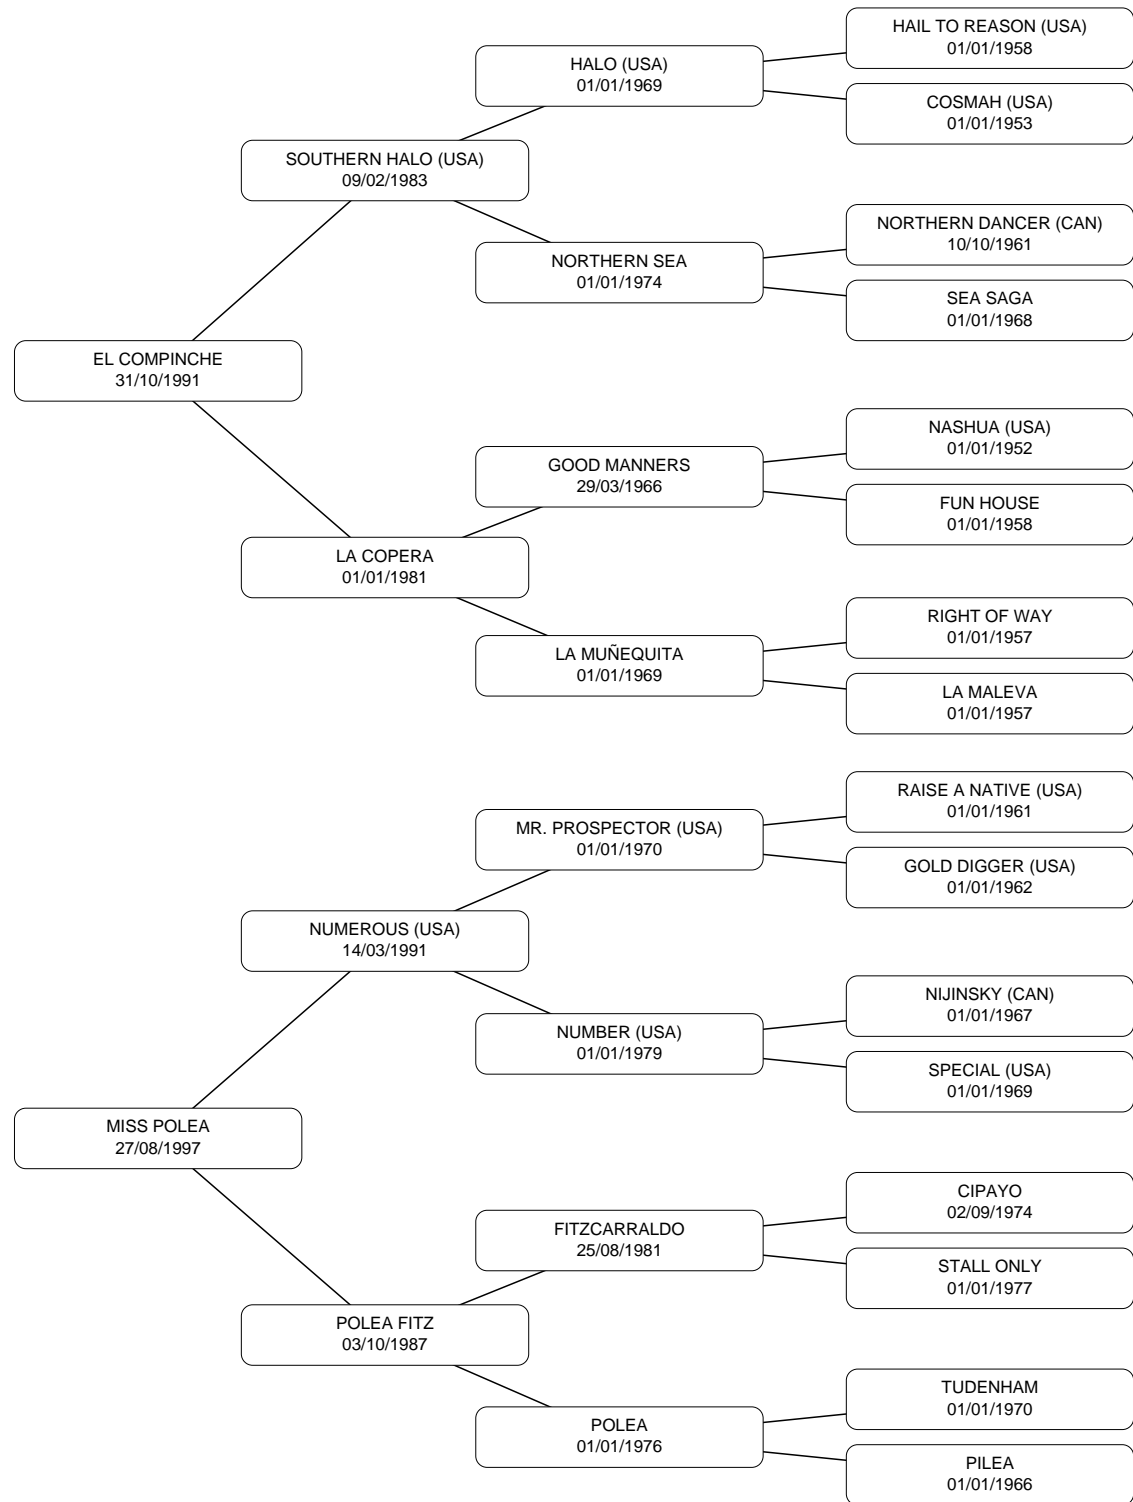 HAIL TO REASON (USA)
01/01/1958
HALO (USA)
01/01/1969
COSMAH (USA)
01/01/1953
SOUTHERN HALO (USA)
09/02/1983
NORTHERN DANCER (CAN)
10/10/1961
NORTHERN SEA
01/01/1974
SEA SAGA
01/01/1968
EL COMPINCHE
31/10/1991
NASHUA (USA)
01/01/1952
GOOD MANNERS
29/03/1966
FUN HOUSE
01/01/1958
LA COPERA
01/01/1981
RIGHT OF WAY
01/01/1957
LA MUÑEQUITA
01/01/1969
LA MALEVA
01/01/1957
RAISE A NATIVE (USA)
01/01/1961
MR. PROSPECTOR (USA)
01/01/1970
GOLD DIGGER (USA)
01/01/1962
NUMEROUS (USA)
14/03/1991
NIJINSKY (CAN)
01/01/1967
NUMBER (USA)
01/01/1979
SPECIAL (USA)
01/01/1969
MISS POLEA
27/08/1997
CIPAYO
02/09/1974
FITZCARRALDO
25/08/1981
STALL ONLY
01/01/1977
POLEA FITZ
03/10/1987
TUDENHAM
01/01/1970
POLEA
01/01/1976
PILEA
01/01/1966